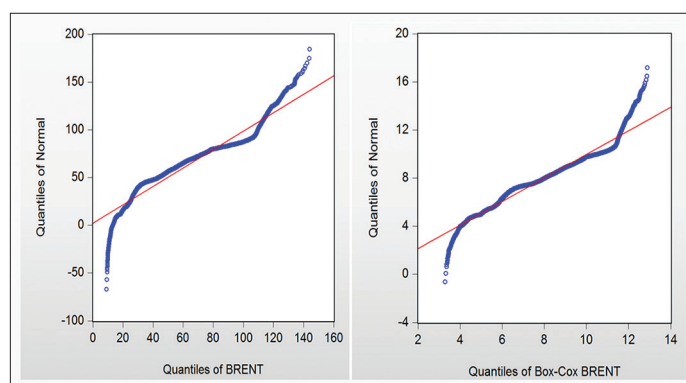 200
150
100
50
0
-50
-100
Quantiles of Normal
0 20 40 60 80 100 120 140 160
Quantiles of BRENT
20
16
12
8
4
0
-4
Quantiles of Normal
2 4 6 8 10 12 14
Quantiles of Box-Cox BRENT